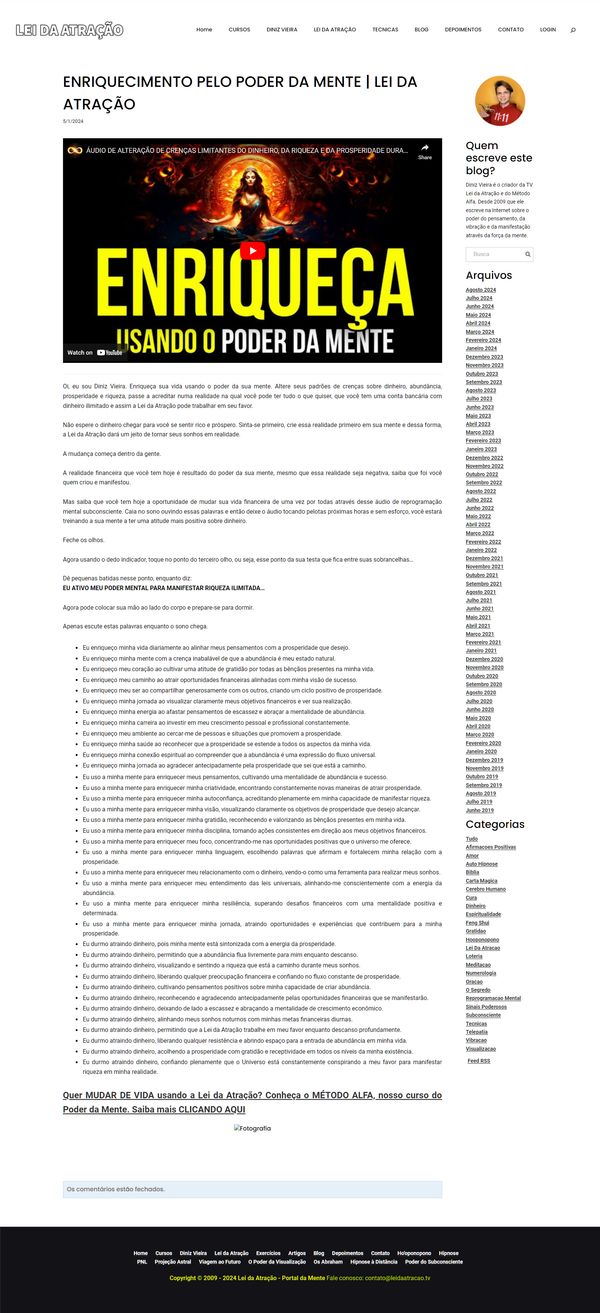 LEI DA ATRAÇÃO
Home CURSOS DINIZ VIEIRA LEI DA ATRAÇÃO TECNICAS BLOG DEPOIMENTOS CONTATO LOGIN
ENRIQUECIMENTO PELO PODER DA MENTE | LEI DA
ATRAÇÃO
5/1/2024
ÁUDIO DE ALTERAÇÃO DE CRENÇAS LIMITANTES DO DINHEIRO, DA RIQUEZA E DA PROSPERIDADE DURA...
Share
ENRIQUEÇA
USANDO O PODER DA MENTE
Watch on YouTube
Oi, eu sou Diniz Vieira. Enriqueça sua vida usando o poder da sua mente. Altere seus padrões de crenças sobre dinheiro, abundância,
prosperidade e riqueza, passe a acreditar numa realidade na qual você pode ter tudo o que quiser, que você tem uma conta bancária com
dinheiro ilimitado e assim a Lei da Atração pode trabalhar em seu favor.
Não espere o dinheiro chegar para você se sentir rico e próspero. Sinta-se primeiro, crie essa realidade primeiro em sua mente e dessa forma,
a Lei da Atração dará um jeito de tornar seus sonhos em realidade.
A mudança começa dentro da gente.
A realidade financeira que você tem hoje é resultado do poder da sua mente, mesmo que essa realidade seja negativa, saiba que foi você
quem criou e manifestou.
Mas saiba que você tem hoje a oportunidade de mudar sua vida financeira de uma vez por todas através desse áudio de reprogramação
mental subconsciente. Caia no sono ouvindo essas palavras e então deixe o áudio tocando pelotas próximas horas e sem esforço, você estará
treinando a sua mente a ter uma atitude mais positiva sobre dinheiro.
Feche os olhos.
Agora usando o dedo indicador, toque no ponto do terceiro olho, ou seja, esse ponto da sua testa que fica entre suas sobrancelhas...
Dê pequenas batidas nesse ponto, enquanto diz:
EU ATIVO MEU PODER MENTAL PARA MANIFESTAR RIQUEZA ILIMITADA...
Agora pode colocar sua mão ao lado do corpo e prepare-se para dormir.
Apenas escute estas palavras enquanto o sono chega.
Eu enriqueço minha vida diariamente ao alinhar meus pensamentos com a prosperidade que desejo.
Eu enriqueço minha mente com a crença inabalável de que a abundância é meu estado natural.
Eu enriqueço meu coração ao cultivar uma atitude de gratidão por todas as bênçãos presentes na minha vida.
Eu enriqueço meu caminho ao atrair oportunidades financeiras alinhadas com minha visão de sucesso.
Eu enriqueço meu ser ao compartilhar generosamente com os outros, criando um ciclo positivo de prosperidade.
Eu enriqueço minha jornada ao visualizar claramente meus objetivos financeiros e ver sua realização.
Eu enriqueço minha energia ao afastar pensamentos de escassez e abraçar a mentalidade de abundância.
Eu enriqueço minha carreira ao investir em meu crescimento pessoal e profissional constantemente.
Eu enriqueço meu ambiente ao cercar-me de pessoas e situações que promovem a prosperidade.
Eu enriqueço minha saúde ao reconhecer que a prosperidade se estende a todos os aspectos da minha vida.
Eu enriqueço minha conexão espiritual ao compreender que a abundância é uma expressão do fluxo universal.
Eu enriqueço minha jornada ao agradecer antecipadamente pela prosperidade que sei que está a caminho.
Eu uso a minha mente para enriquecer meus pensamentos, cultivando uma mentalidade de abundância e sucesso.
Eu uso a minha mente para enriquecer minha criatividade, encontrando constantemente novas maneiras de atrair prosperidade.
Eu uso a minha mente para enriquecer minha autoconfiança, acreditando plenamente em minha capacidade de manifestar riqueza.
Eu uso a minha mente para enriquecer minha visão, visualizando claramente os objetivos de prosperidade que desejo alcançar.
Eu uso a minha mente para enriquecer minha gratidão, reconhecendo e valorizando as bênçãos presentes em minha vida.
Eu uso a minha mente para enriquecer minha disciplina, tomando ações consistentes em direção aos meus objetivos financeiros.
Eu uso a minha mente para enriquecer meu foco, concentrando-me nas oportunidades positivas que o universo me oferece.
Eu uso a minha mente para enriquecer minha linguagem, escolhendo palavras que afirmam e fortalecem minha relação com a
prosperidade.
Eu uso a minha mente para enriquecer meu relacionamento com o dinheiro, vendo-o como uma ferramenta para realizar meus sonhos.
Eu uso a minha mente para enriquecer meu entendimento das leis universais, alinhando-me conscientemente com a energia da
abundância.
Eu uso a minha mente para enriquecer minha resiliência, superando desafios financeiros com uma mentalidade positiva e
determinada.
Eu uso a minha mente para enriquecer minha jornada, atraindo oportunidades e experiências que contribuem para a minha
prosperidade.
Eu durmo atraindo dinheiro, pois minha mente está sintonizada com a energia da prosperidade.
Eu durmo atraindo dinheiro, permitindo que a abundância flua livremente para mim enquanto descanso.
Eu durmo atraindo dinheiro, visualizando e sentindo a riqueza que está a caminho durante meus sonhos.
Eu durmo atraindo dinheiro, liberando qualquer preocupação financeira e confiando no fluxo constante de prosperidade.
Eu durmo atraindo dinheiro, cultivando pensamentos positivos sobre minha capacidade de criar abundância.
Eu durmo atraindo dinheiro, reconhecendo e agradecendo antecipadamente pelas oportunidades financeiras que se manifestarão.
Eu durmo atraindo dinheiro, deixando de lado a escassez e abraçando a mentalidade de crescimento econômico.
Eu durmo atraindo dinheiro, alinhando meus sonhos noturnos com minhas metas financeiras diurnas.
Eu durmo atraindo dinheiro, permitindo que a Lei da Atração trabalhe em meu favor enquanto descanso profundamente.
Eu durmo atraindo dinheiro, liberando qualquer resistência e abrindo espaço para a entrada de abundância em minha vida.
Eu durmo atraindo dinheiro, acolhendo a prosperidade com gratidão e receptividade em todos os níveis da minha existência.
Eu durmo atraindo dinheiro, confiando plenamente que o Universo está constantemente conspirando a meu favor para manifestar
riqueza em minha realidade.
Quer MUDAR DE VIDA usando a Lei da Atração? Conheça o MÉTODO ALFA, nosso curso do
Poder da Mente. Saiba mais CLICANDO AQUI
Fotografia
Os comentários estão fechados.
Quem
escreve este
blog?
Diniz Vieira é o criador da TV
Lei da Atração e do Método
Alfa. Desde 2009 que ele
escreve na Internet sobre o
poder do pensamento, da
vibração e da manifestação
através da força da mente.
Busca
Arquivos
Agosto 2024
Julho 2024
Junho 2024
Maio 2024
Abril 2024
Março 2024
Fevereiro 2024
Janeiro 2024
Dezembro 2023
Novembro 2023
Outubro 2023
Setembro 2023
Agosto 2023
Julho 2023
Junho 2023
Maio 2023
Abril 2023
Março 2023
Fevereiro 2023
Janeiro 2023
Dezembro 2022
Novembro 2022
Outubro 2022
Setembro 2022
Agosto 2022
Julho 2022
Junho 2022
Maio 2022
Abril 2022
Março 2022
Fevereiro 2022
Janeiro 2022
Dezembro 2021
Novembro 2021
Outubro 2021
Setembro 2021
Agosto 2021
Julho 2021
Junho 2021
Maio 2021
Abril 2021
Março 2021
Fevereiro 2021
Janeiro 2021
Dezembro 2020
Novembro 2020
Outubro 2020
Setembro 2020
Agosto 2020
Julho 2020
Junho 2020
Maio 2020
Abril 2020
Março 2020
Fevereiro 2020
Janeiro 2020
Dezembro 2019
Novembro 2019
Outubro 2019
Setembro 2019
Agosto 2019
Julho 2019
Junho 2019
Categorias
Tudo
Afirmacoes Positivas
Amor
Auto Hipnose
Biblia
Carta Magica
Cerebro Humano
Cura
Dinheiro
Espiritualidade
Feng Shui
Gratidao
Hooponopono
Lei Da Atracao
Loteria
Meditacao
Numerologia
Oracao
O Segredo
Reprogramacao Mental
Sinais Poderosos
Subconsciente
Tecnicas
Telepatia
Vibracao
Visualizacao
Feed RSS
Home Cursos Diniz Vieira Lei da Atração Exercícios Artigos Blog Depoimentos Contato Ho'oponopono Hipnose
PNL Projeção Astral Viagem ao Futuro O Poder da Visualização Os Abraham Hipnose à Distância Poder do Subconsciente
Copyright © 2009 - 2024 Lei da Atração - Portal da Mente Fale conosco: contato@leidaatracao.tv